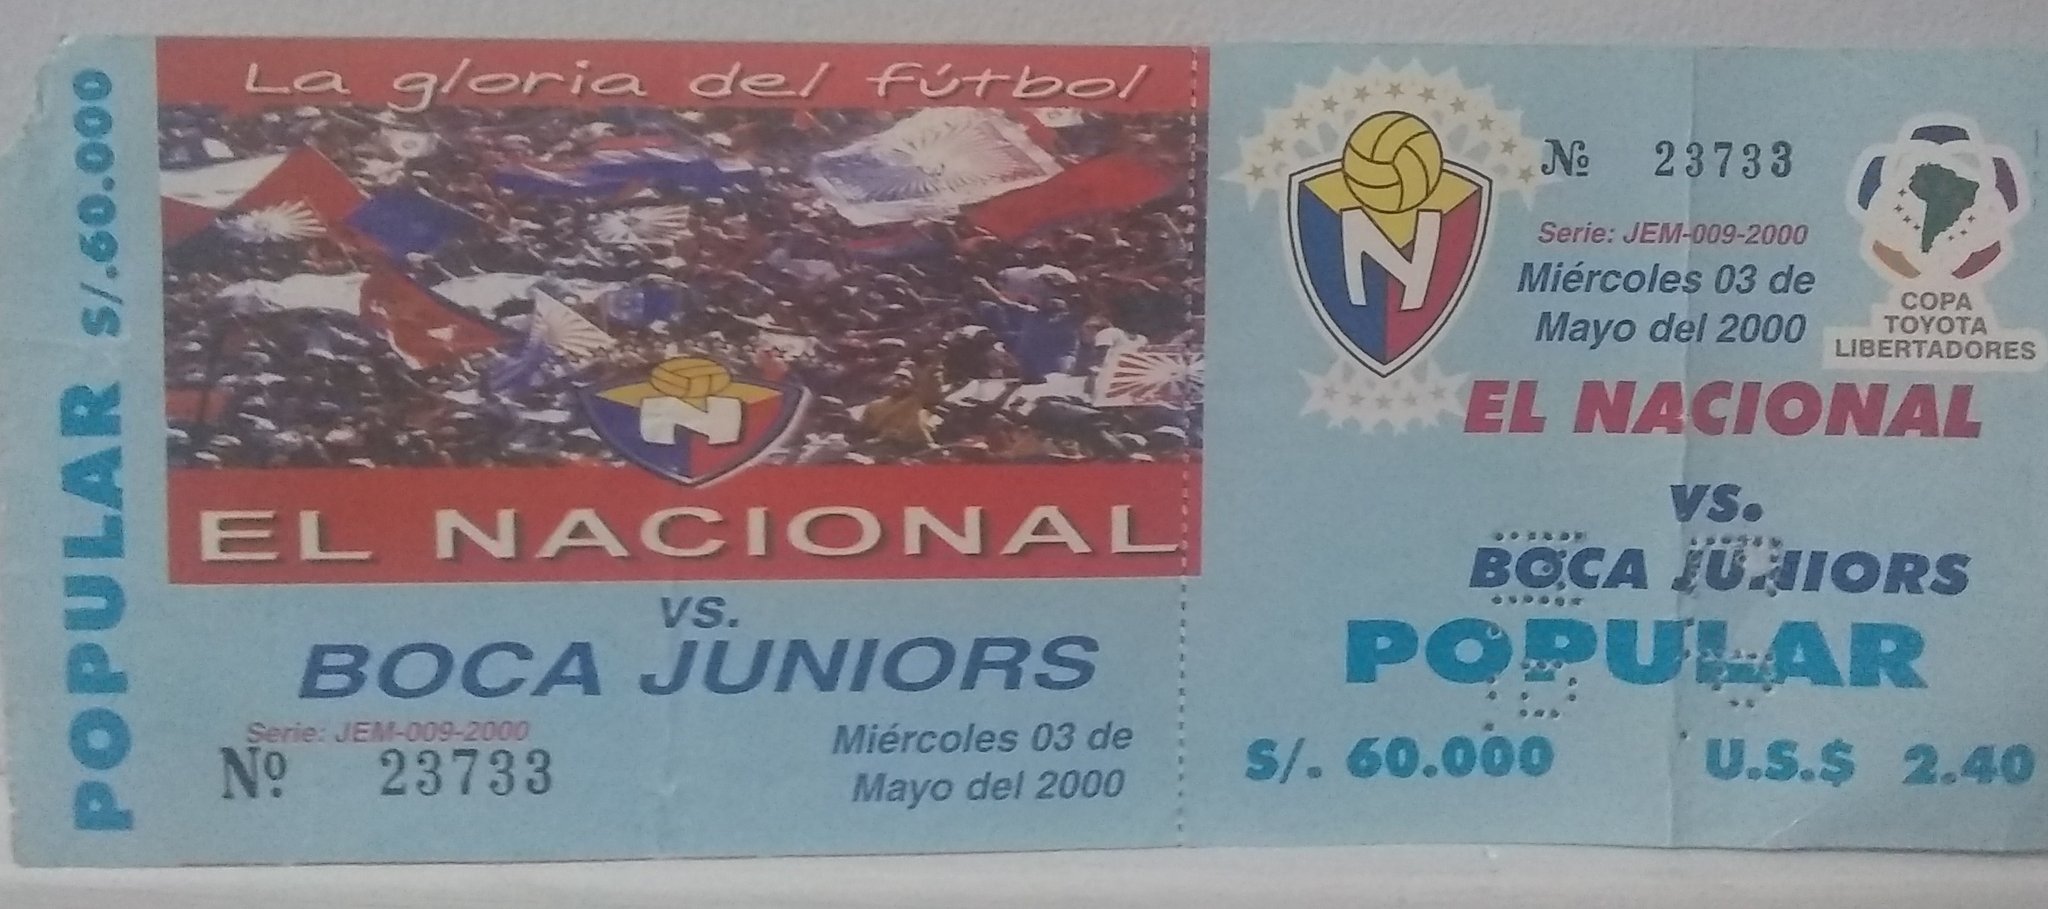 POPULAR S/.60.000
La gloria del fútbol
N
EL NACIONAL
vs.
BOCA JUNIORS
Serie: JEM-009-2000
Nº 23733
Miércoles 03 de
Mayo del 2000
N
Nº 23733
Serie: JEM-009-2000
Miércoles 03 de
Mayo del 2000
COPA
TOYOTA
LIBERTADORES
EL NACIONAL
vs.
BOCA JUNIORS
POPULAR
S/. 60.000 U.S.$ 2.40